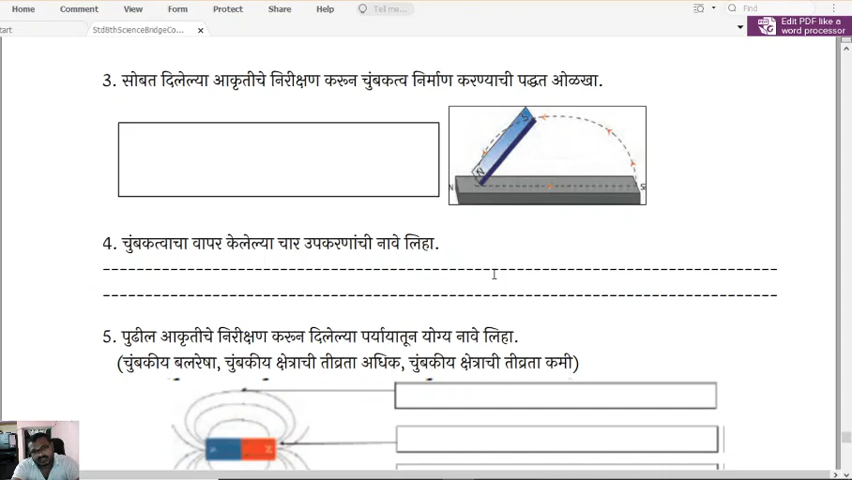 Home Comment View Form Protect Share Help Tell me... Find
Edit PDF like a
word processor
tart Std8thScienceBridgeCo...
3. सोबत दिलेल्या आकृतीचे निरीक्षण करून चुंबकत्व निर्माण करण्याची पद्धत ओळखा.
S
N
N S
4. चुंबकत्वाचा वापर केलेल्या चार उपकरणांची नावे लिहा.
5. पुढील आकृतीचे निरीक्षण करून दिलेल्या पर्यायातून योग्य नावे लिहा.
(चुंबकीय बलरेषा, चुंबकीय क्षेत्राची तीव्रता अधिक, चुंबकीय क्षेत्राची तीव्रता कमी)